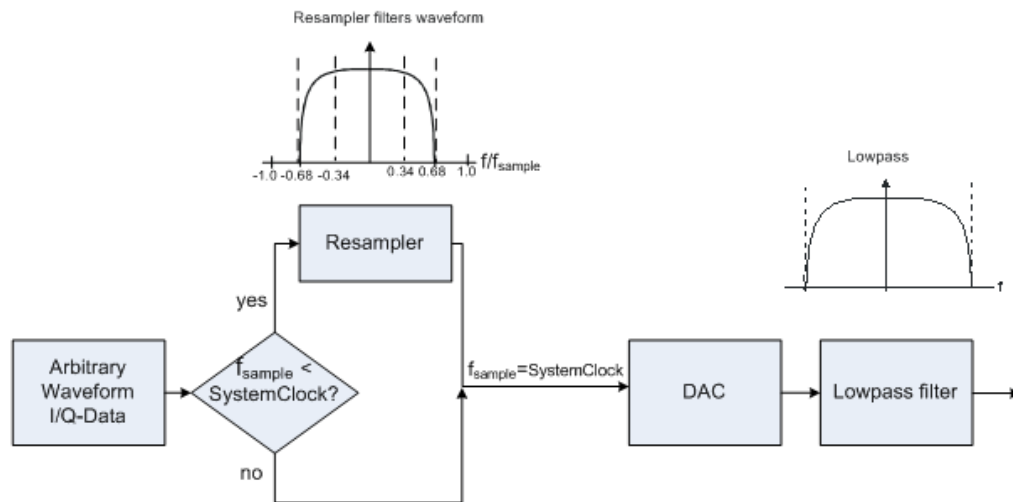 Resampler filters waveform
f/fsample
-1.0 -0.68 -0.34 0.34 0.68 1.0
Lowpass
f
Resampler
yes
Arbitrary
Waveform
I/Q-Data
fsample <
SystemClock?
fsample=SystemClock
DAC
Lowpass filter
no